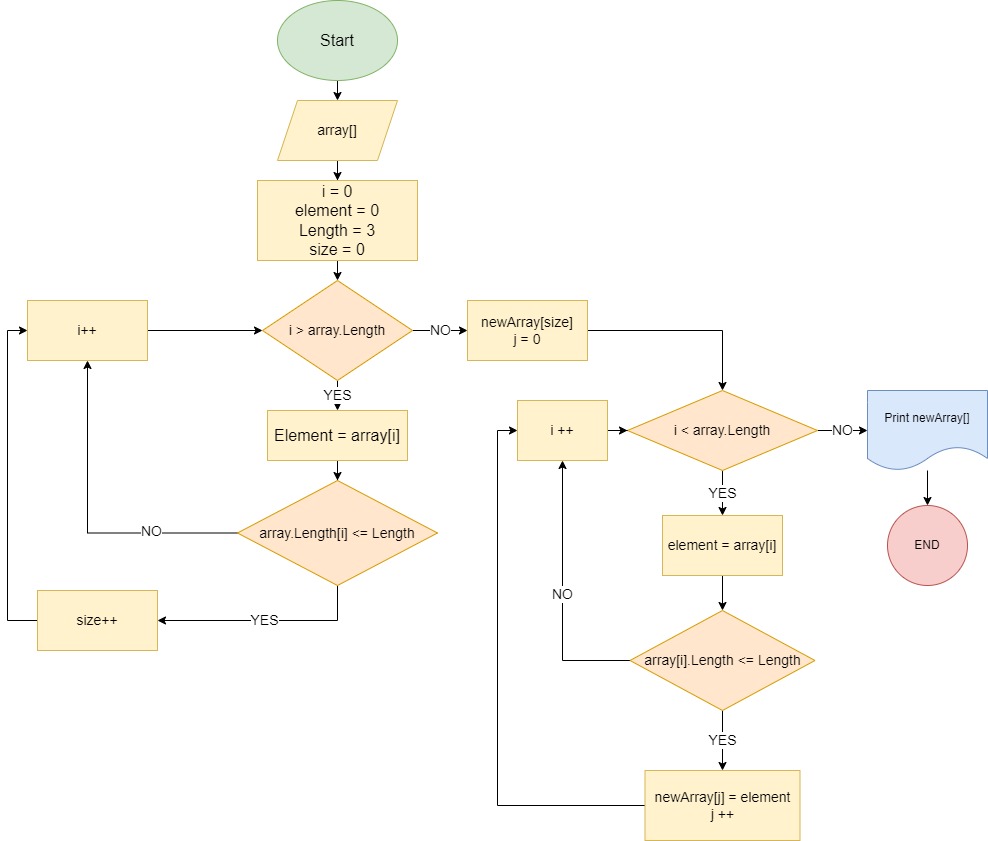 Start
array[]
i = 0
element = 0
Length = 3
size = 0
i++
i > array.Length
NO
newArray[size]
j = 0
YES
Element = array[i]
array.Length[i] <= Length
NO
YES
size++
i ++
i < array.Length
NO
Print newArray[]
END
YES
element = array[i]
NO
array[i].Length <= Length
YES
newArray[j] = element
j ++